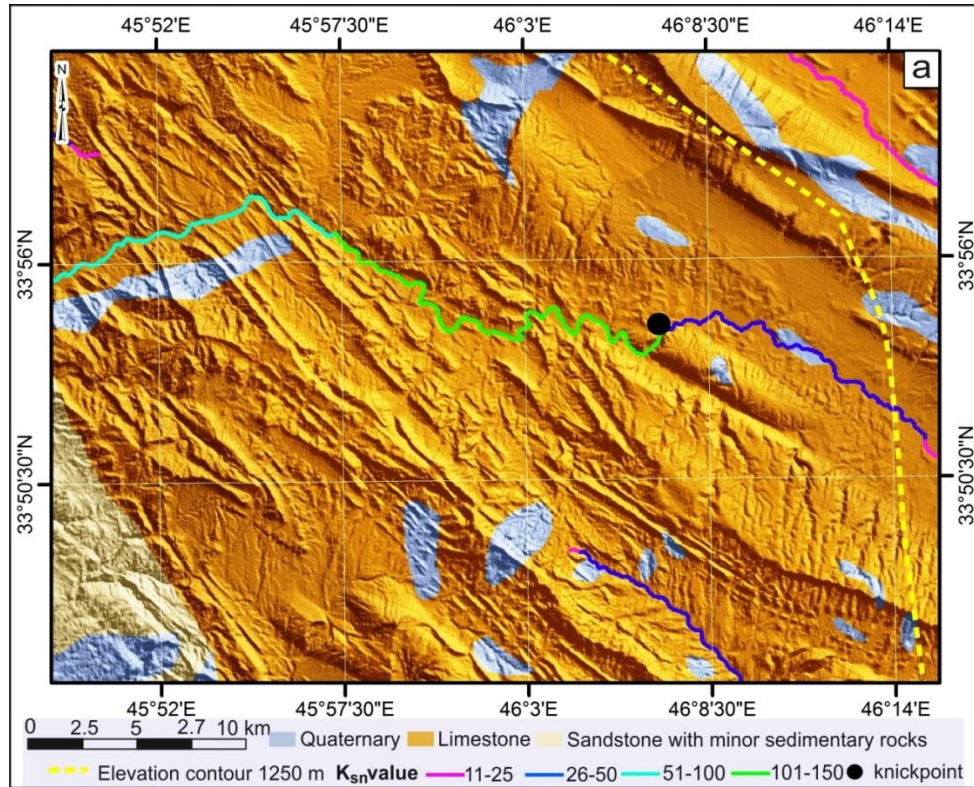 45°52'E 45°57'30"E 46°3'E 46°8'30"E 46°14'E
a
N
33°56'N 33°56'N
33°50'30"N 33°50'30"N
45°52'E 45°57'30"E 46°3'E 46°8'30"E 46°14'E
0 2.5 5 2.7 10 km
Quaternary Limestone Sandstone with minor sedimentary rocks
Elevation contour 1250 m Ksnvalue 11-25 26-50 51-100 101-150 knickpoint